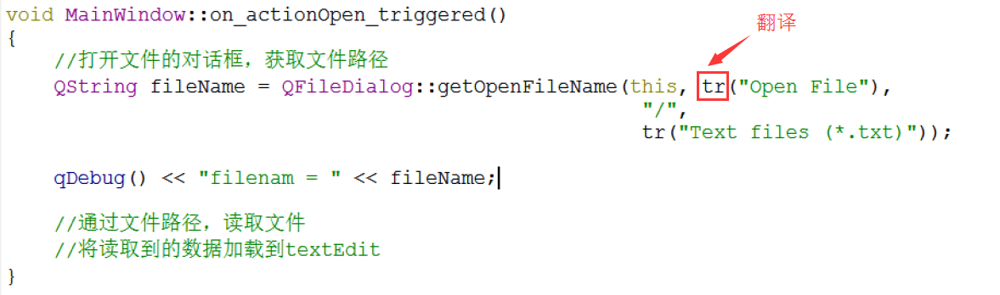 void MainWindow::on_actionOpen_triggered()
翻译
{
//打开文件的对话框，获取文件路径
QString fileName = QFileDialog::getOpenFileName(this, tr("Open File"),
"/",
tr("Text files (*.txt)"));
qDebug() << "filenam = " << fileName;
//通过文件路径，读取文件
//将读取到的数据加载到textEdit
}